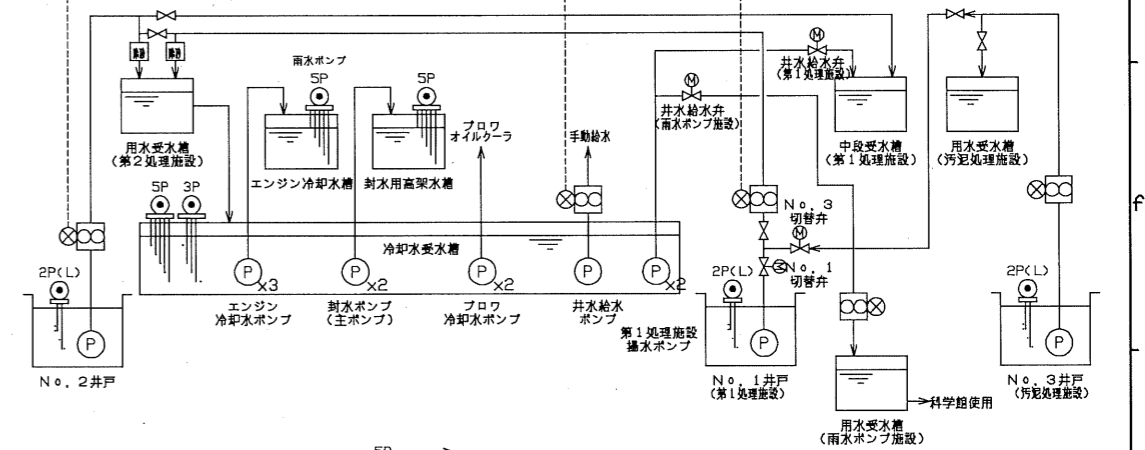 雨水ポンプ
5P
5P
M
井水給水弁
(第1処理施設)
M
井水給水弁
(雨水ポンプ施設)
ブロワ
オイルクーラ
手動給水
用水受水槽
(第2処理施設)
エンジン冷却水槽
封水用高架水槽
中段受水槽
(第1処理施設)
用水受水槽
(汚泥処理施設)
5P
3P
No. 3
切替弁
M
冷却水受水槽
2P(L)
P
×3
P
×2
P
×2
P
P
×2
2P(L)
No. 1
切替弁
2P(L)
エンジン
冷却水ポンプ
封水ポンプ
(主ポンプ)
ブロワ
冷却水ポンプ
井水給水
ポンプ
第1処理施設
揚水ポンプ
P
P
P
No. 2井戸
No. 1井戸
(第1処理施設)
No. 3井戸
(汚泥処理施設)
科学館使用
用水受水槽
(雨水ポンプ施設)
5P
f